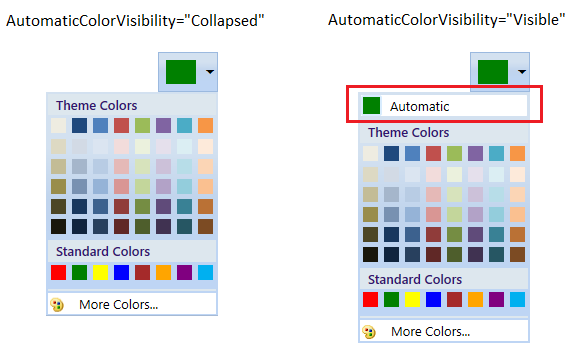 AutomaticColorVisibility="Collapsed"
Theme Colors
Standard Colors
More Colors...
AutomaticColorVisibility="Visible"
Automatic
Theme Colors
Standard Colors
More Colors...